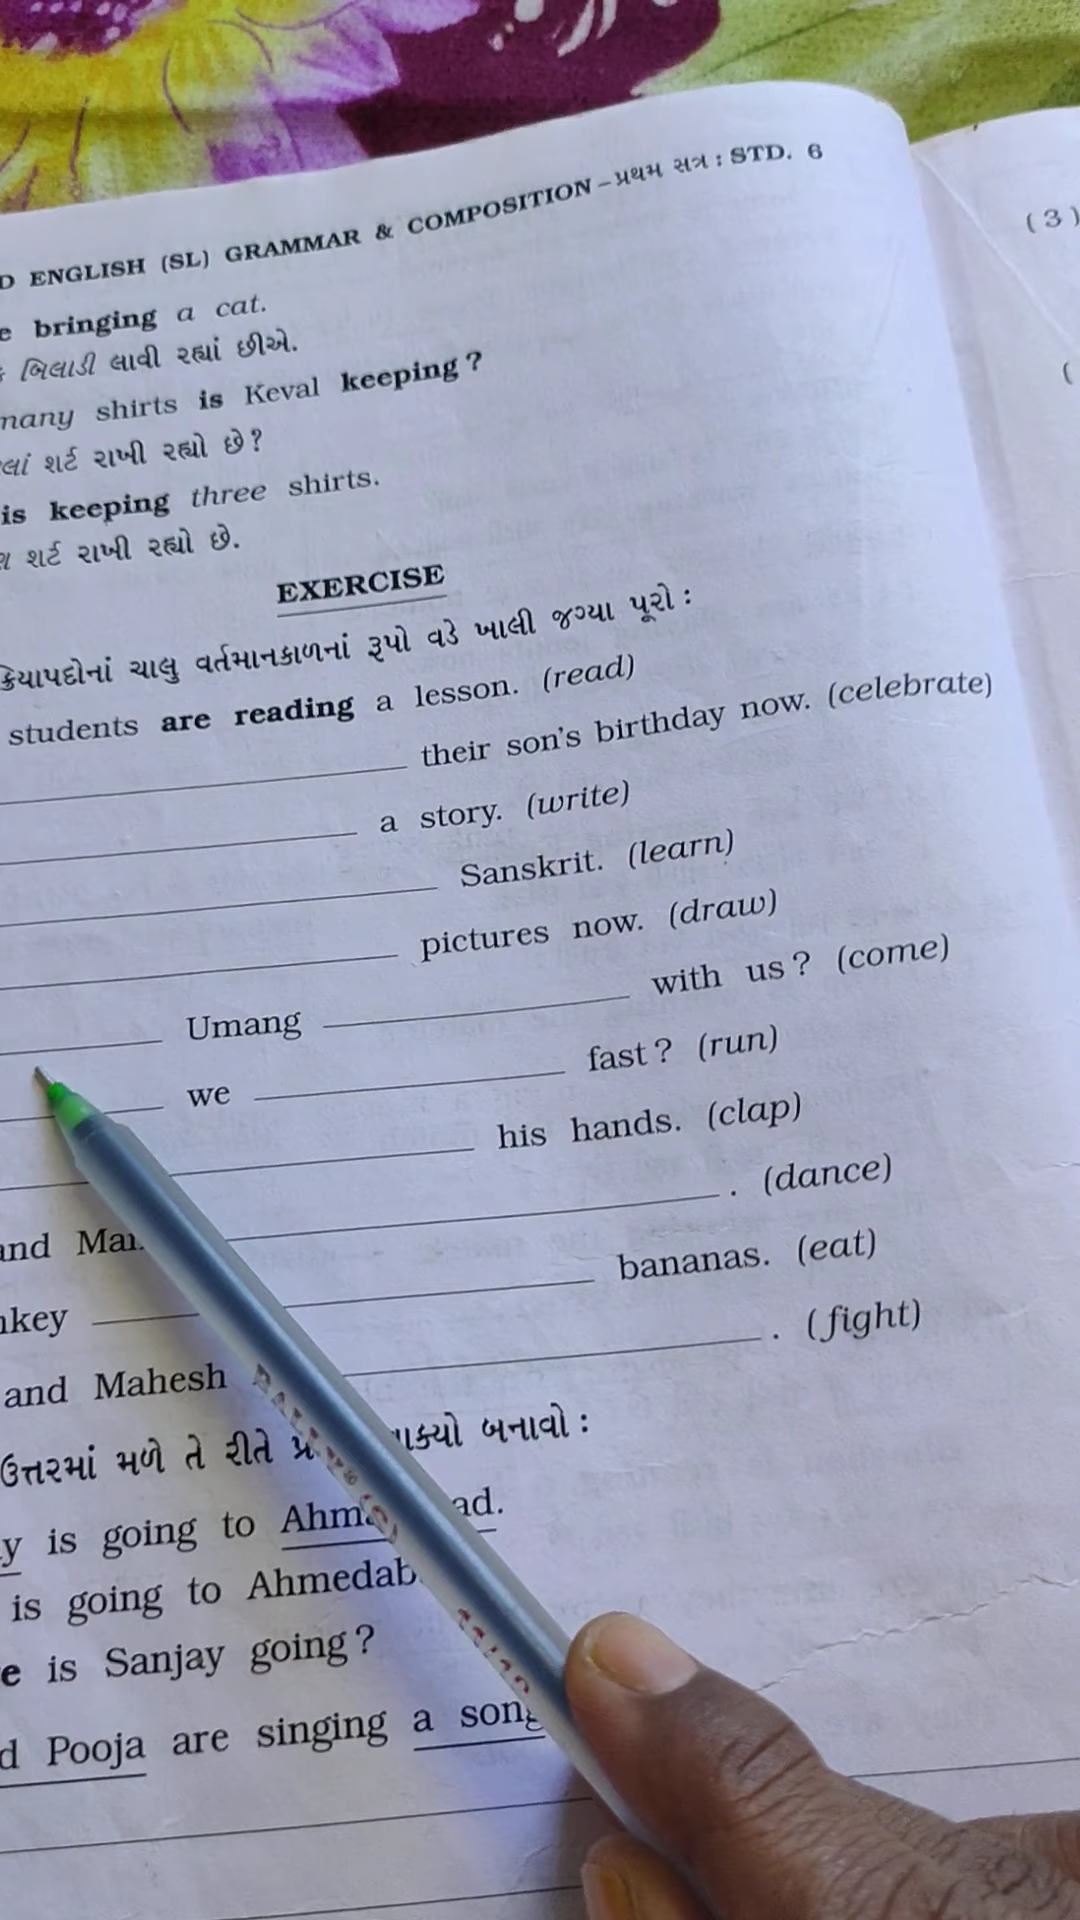 ENGLISH (SL) GRAMMAR & COMPOSITION – પ્રથમ સત્ર : STD. 6
(3)
bringing a cat.
બિલાડી લાવી રહ્યાં છીએ.
many shirts is Keval keeping ?
શર્ટ રાખી રહ્યો છે?
is keeping three shirts.
શર્ટ રાખી રહ્યો છે.
EXERCISE
ક્રિયાપદોનાં ચાલુ વર્તમાનકાળનાં રૂપો વડે ખાલી જગ્યા પૂરો :
students are reading a lesson. (read)
their son's birthday now. (celebrate)
a story. (write)
Sanskrit. (learn)
pictures now. (draw)
Umang with us ? (come)
we fast ? (run)
his hands. (clap)
and . (dance)
bananas. (eat)
and Mahesh . (fight)
ઉત્તરમાં મળે તે રીતે બનાવો :
is going to
is going to
is Sanjay going ?
Pooja are singing a